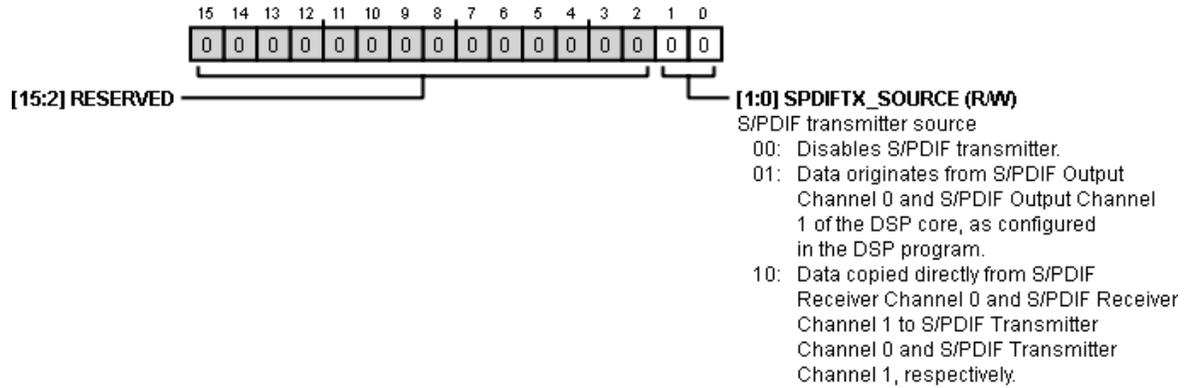 15 14 13 12 11 10 9 8 7 6 5 4 3 2 1 0
0 0 0 0 0 0 0 0 0 0 0 0 0 0 0 0
[15:2] RESERVED
[1:0] SPDIFTX_SOURCE (R/W)
S/PDIF transmitter source
00: Disables S/PDIF transmitter.
01: Data originates from S/PDIF Output
Channel 0 and S/PDIF Output Channel
1 of the DSP core, as configured
in the DSP program.
10: Data copied directly from S/PDIF
Receiver Channel 0 and S/PDIF Receiver
Channel 1 to S/PDIF Transmitter
Channel 0 and S/PDIF Transmitter
Channel 1, respectively.